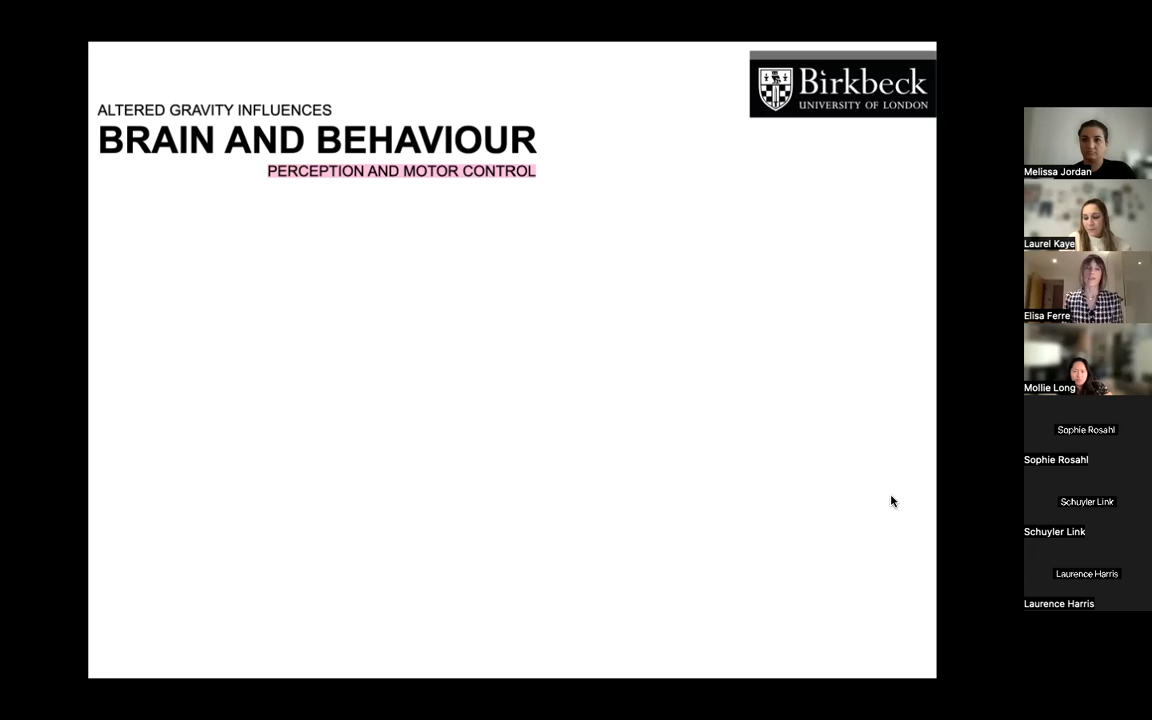 ALTERED GRAVITY INFLUENCES
BRAIN AND BEHAVIOUR
PERCEPTION AND MOTOR CONTROL
Birkbeck
UNIVERSITY OF LONDON
Melissa Jordan
Laurel Kaye
Elisa Ferre
Mollie Long
Sophie Rosahl
Sophie Rosahl
Schuyler Link
Schuyler Link
Laurence Harris
Laurence Harris